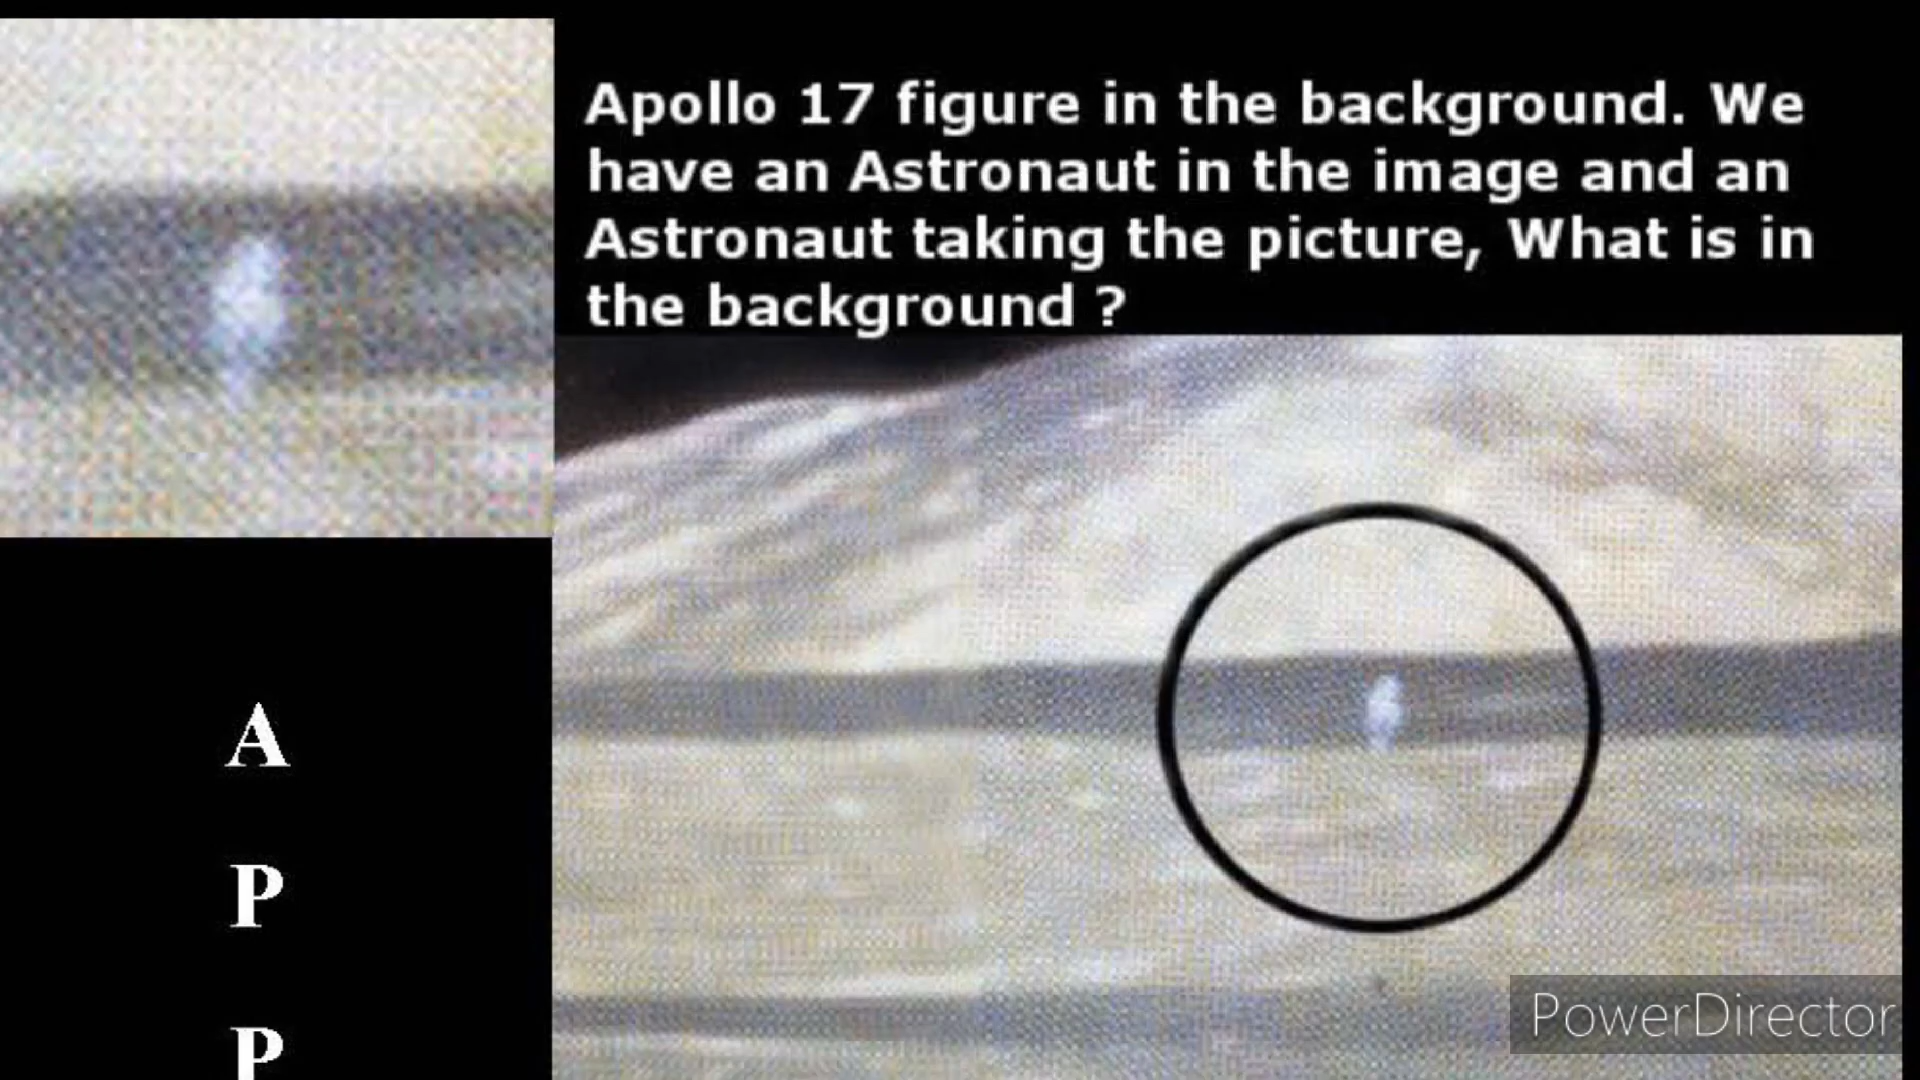 Apollo 17 figure in the background. We
have an Astronaut in the image and an
Astronaut taking the picture, What is in
the background ?
A
P
P
PowerDirector